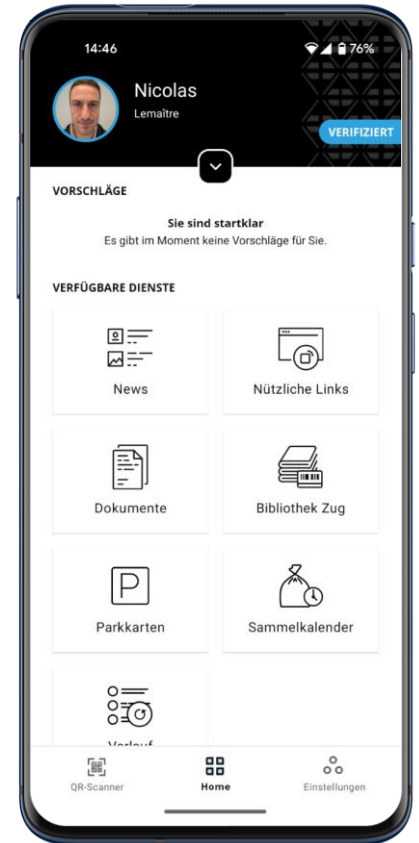 14:46
76%
Nicolas
Lemaître
VERIFIZIERT
VORSCHLÄGE
Sie sind startklar
Es gibt im Moment keine Vorschläge für Sie.
VERFÜGBARE DIENSTE
News
Nützliche Links
Dokumente
Bibliothek Zug
P
Parkkarten
Sammelkalender
Verlauf
QR-Scanner
Home
Einstellungen